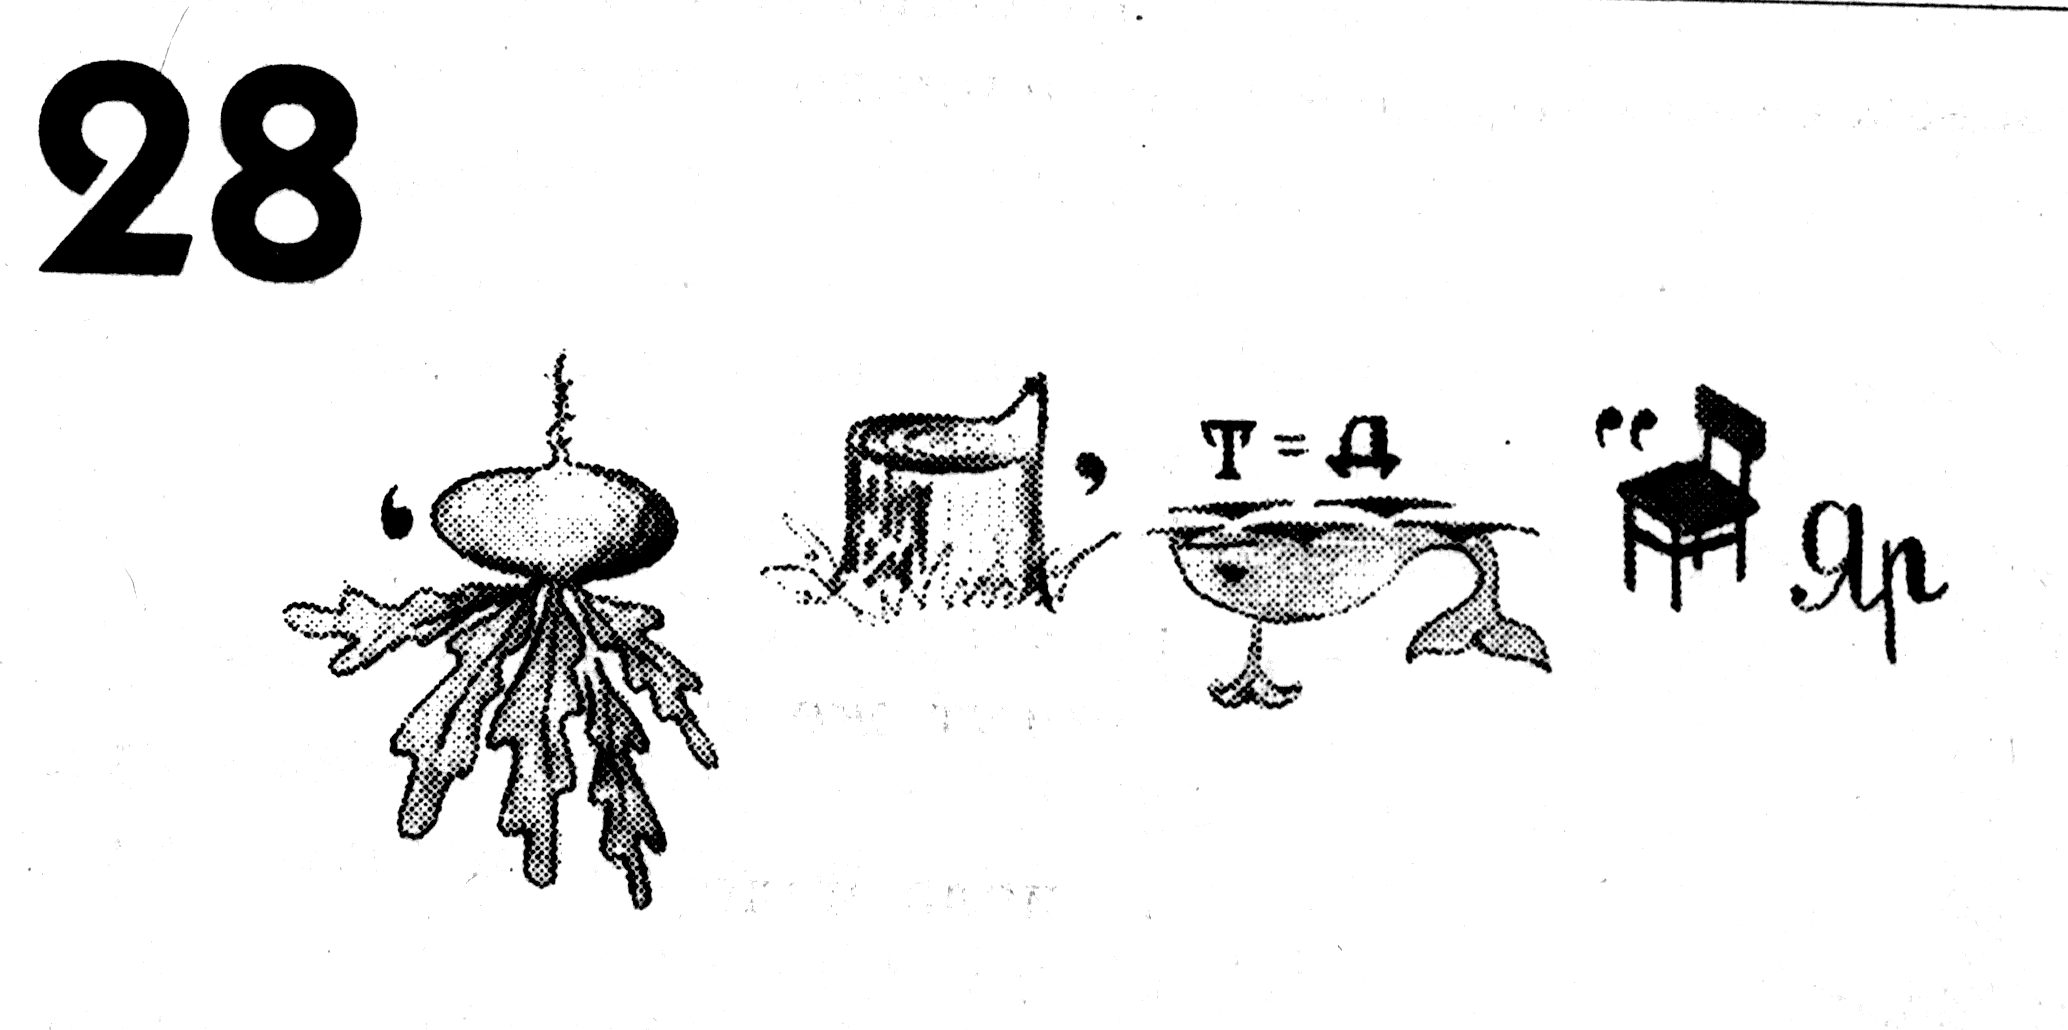 28
‘ , Т = Д ‘‘ Яр